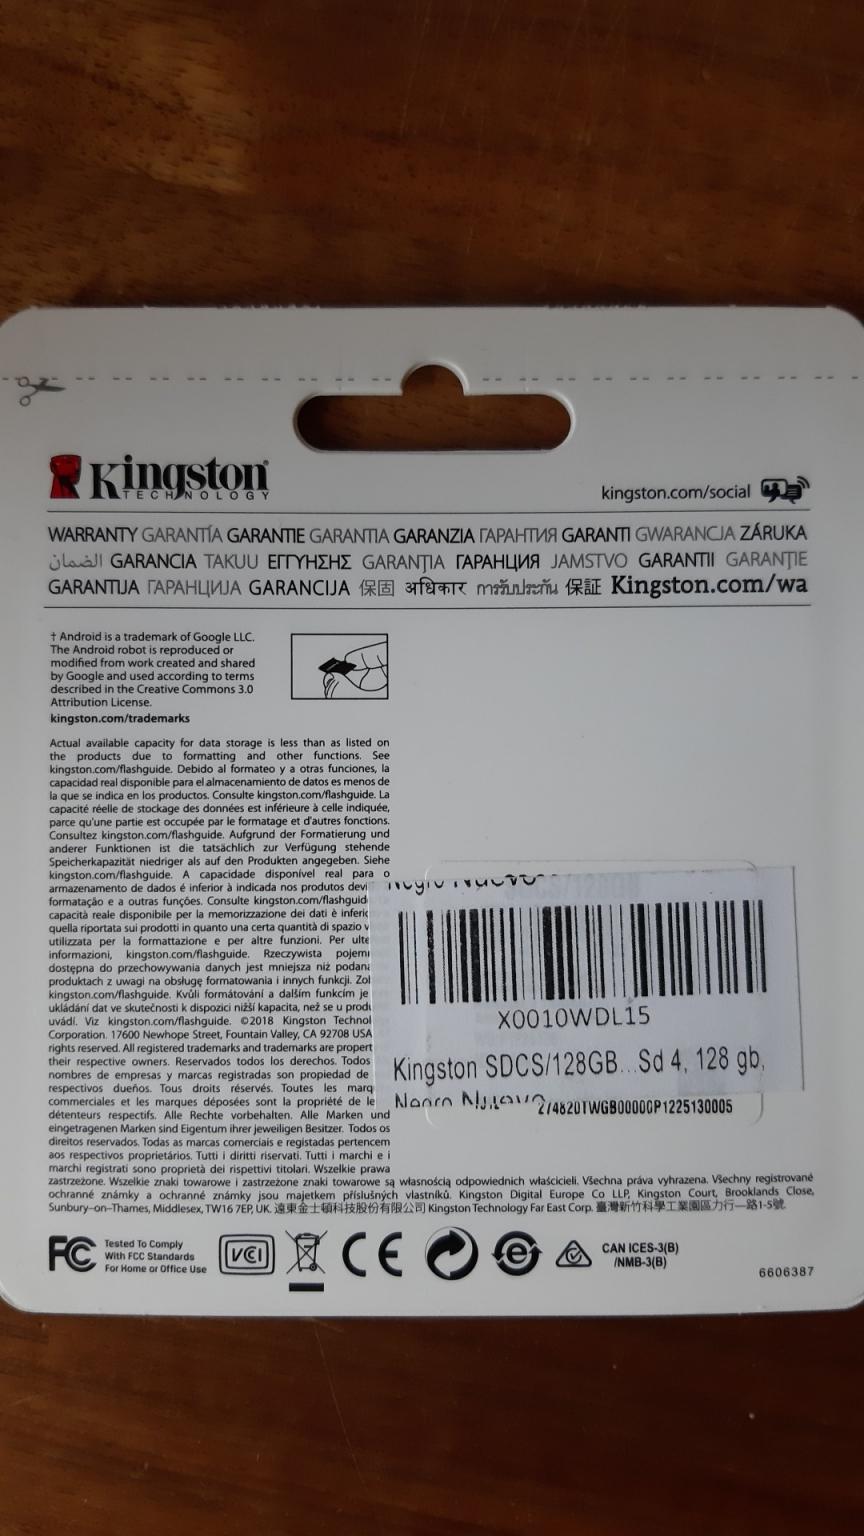 Kingston
TECHNOLOGY
kingston.com/social
WARRANTY GARANTÍA GARANTIE GARANTIA GARANZIA ГАРАНТИЯ GARANTI GWARANCJA ZÁRUKA
الضمان GARANCIA TAKUU ΕΓΓΥΗΣΗΣ GARANŢIA ГАРАНЦИЯ JAMSTVO GARANTII GARANŢIE
GARANTIJA ГАРАНЦИЈА GARANCIJA 保固 अधिकार การรับประกัน 保証 Kingston.com/wa
† Android is a trademark of Google LLC.
The Android robot is reproduced or
modified from work created and shared
by Google and used according to terms
described in the Creative Commons 3.0
Attribution License.
kingston.com/trademarks
Actual available capacity for data storage is less than as listed on
the products due to formatting and other functions. See
kingston.com/flashguide. Debido al formateo y a otras funciones, la
capacidad real disponible para el almacenamiento de datos es menos de
la que se indica en los productos. Consulte kingston.com/flashguide. La
capacité réelle de stockage des données est inférieure à celle indiquée,
parce qu'une partie est occupée par le formatage et d'autres fonctions.
Consultez kingston.com/flashguide. Aufgrund der Formatierung und
anderer Funktionen ist die tatsächlich zur Verfügung stehende
Speicherkapazität niedriger als auf den Produkten angegeben. Siehe
kingston.com/flashguide. A capacidade disponível real para o
armazenamento de dados é inferior à indicada nos produtos devi
formatação e a outras funções. Consulte kingston.com/flashguid
capacità reale disponibile per la memorizzazione dei dati è inferio
quella riportata sui prodotti in quanto una certa quantità di spazio v
utilizzata per la formattazione e per altre funzioni. Per ulte
informazioni, kingston.com/flashguide. Rzeczywista pojem
dostępna do przechowywania danych jest mniejsza niż podana
produktach z uwagi na obsługę formatowania i innych funkcji. Zob
kingston.com/flashguide. Kvůli formátování a dalším funkcím je
ukládání dat ve skutečnosti k dispozici nižší kapacita, než se u produ
uvádí. Viz kingston.com/flashguide. ©2018 Kingston Technol
Corporation. 17600 Newhope Street, Fountain Valley, CA 92708 USA
rights reserved. All registered trademarks and trademarks are propert
their respective owners. Reservados todos los derechos. Todos
nombres de empresas y marcas registradas son propiedad de
respectivos dueños. Tous droits réservés. Toutes les marq
commerciales et les marques déposées sont la propriété de le
détenteurs respectifs. Alle Rechte vorbehalten. Alle Marken und
eingetragenen Marken sind Eigentum ihrer jeweiligen Besitzer. Todos os
direitos reservados. Todas as marcas comerciais e registadas pertencem
aos respectivos proprietários. Tutti i diritti riservati. Tutti i marchi e i
marchi registrati sono proprietà dei rispettivi titolari. Wszelkie prawa
zastrzeżone. Wszelkie znaki towarowe i zastrzeżone znaki towarowe są własnością odpowiednich właścicieli. Všechna práva vyhrazena. Všechny registrované
ochranné známky a ochranné známky jsou majetkem příslušných vlastníků. Kingston Digital Europe Co LLP, Kingston Court, Brooklands Close,
Sunbury-on-Thames, Middlesex, TW16 7EP, UK. 遠東金士頓科技股份有限公司 Kingston Technology Far East Corp. 臺灣新竹科學工業園區力行一路1-5號.
Negro Nuevo
X0010WDL15
Kingston SDCS/128GB...Sd 4, 128 gb,
Negro Nuevo
274820TWGB00000P1225130005
FC Tested To Comply
With FCC Standards
For Home or Office Use
VCI
CE
e
CAN ICES-3(B)
/NMB-3(B)
6606387